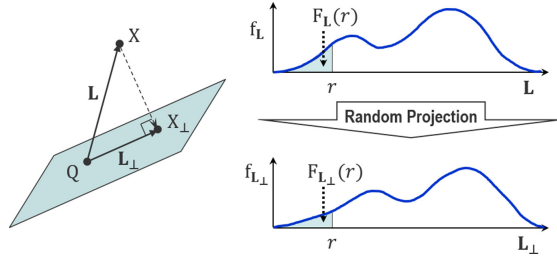 X
L
X⊥
L⊥
Q
f_L
F_L(r)
r
L
Random Projection
f_L⊥
F_L⊥(r)
r
L⊥